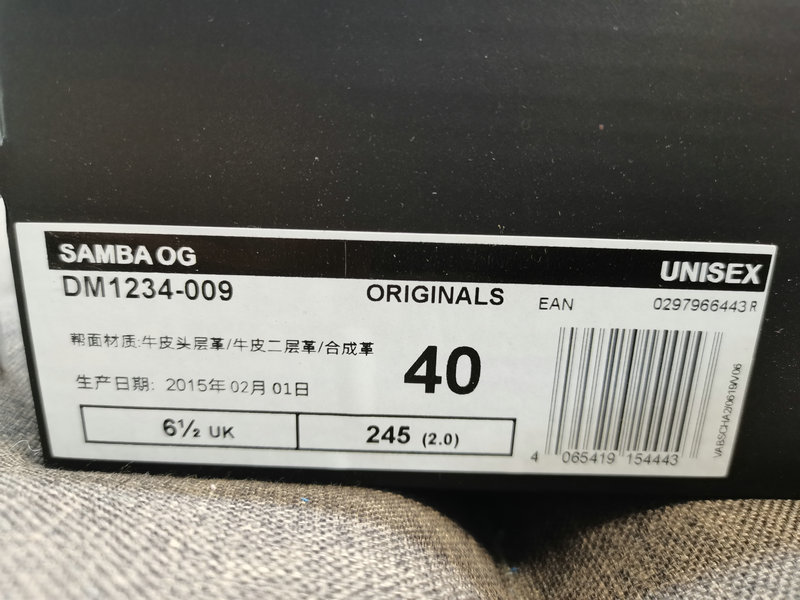 SAMBA OG
UNISEX
DM1234-009
ORIGINALS
EAN
0297966443 R
帮面材质:牛皮头层革/牛皮二层革/合成革
40
生产日期: 2015年 02月 01日
6½ UK
245 (2.0)
4 065419 154443